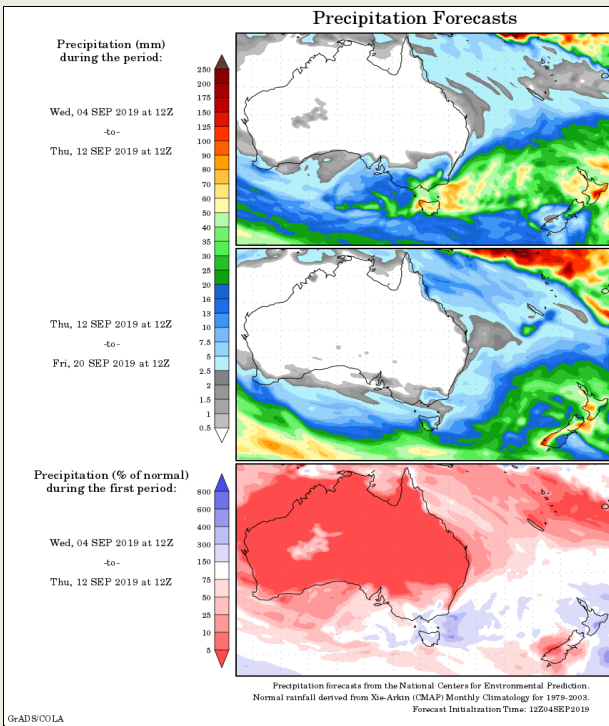 Precipitation Forecasts
Precipitation (mm)
during the period:
Wed, 04 SEP 2019 at 12Z
-to-
Thu, 12 SEP 2019 at 12Z
250
200
175
150
125
100
90
80
70
60
50
40
35
30
25
20
16
13
10
7.5
5
2.5
2
1.5
1
0.5
Thu, 12 SEP 2019 at 12Z
-to-
Fri, 20 SEP 2019 at 12Z
Precipitation (% of normal)
during the first period:
Wed, 04 SEP 2019 at 12Z
-to-
Thu, 12 SEP 2019 at 12Z
800
600
400
300
150
75
50
25
10
5
Precipitation forecasts from the National Centers for Environmental Prediction.
Normal rainfall derived from Xie-Arkin (CMAP) Monthly Climatology for 1979-2003.
Forecast Initialization Time: 12Z04SEP2019
GrADS/COLA